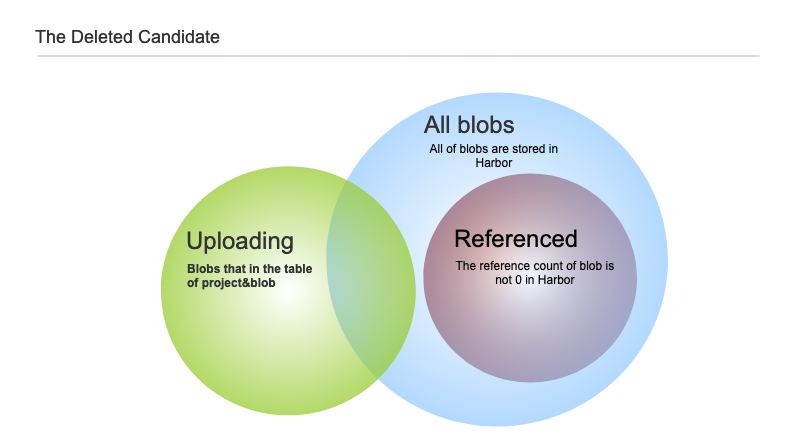 The Deleted Candidate
All blobs
All of blobs are stored in
Harbor
Uploading
Blobs that in the table
of project&blob
Referenced
The reference count of blob is
not 0 in Harbor